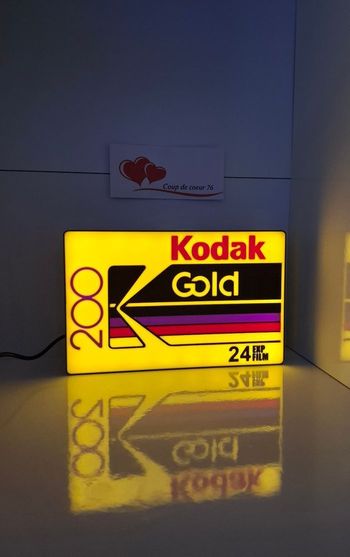 Coup de coeur 76
Kodak
Gold
200
24 EXP
FILM